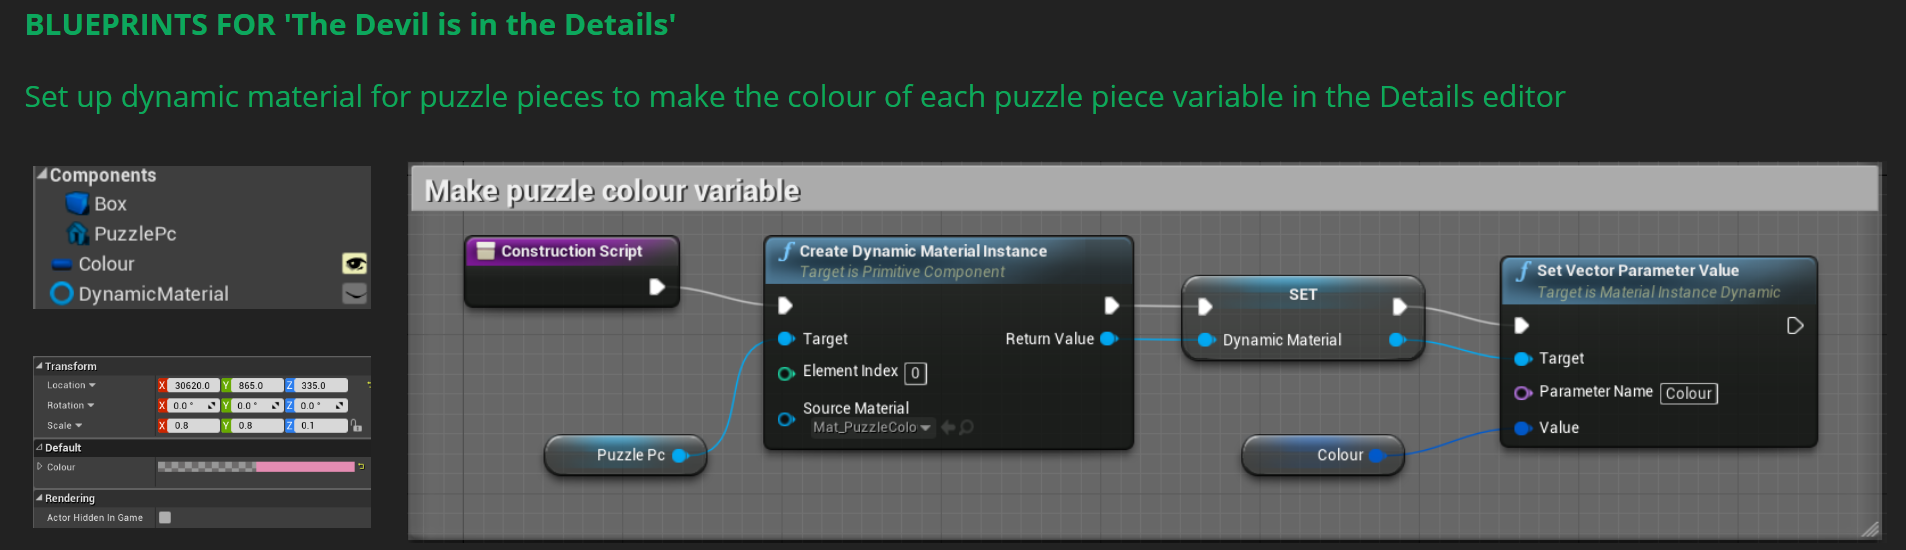 BLUEPRINTS FOR 'The Devil is in the Details'
Set up dynamic material for puzzle pieces to make the colour of each puzzle piece variable in the Details editor
Components
Box
PuzzlePc
Colour
DynamicMaterial
Transform
Location X 30620.0 Y 865.0 Z 335.0
Rotation X 0.0 ° Y 0.0 ° Z 0.0 °
Scale X 0.8 Y 0.8 Z 0.1
Default
Colour
Rendering
Actor Hidden In Game
Make puzzle colour variable
Construction Script
f Create Dynamic Material Instance
Target is Primitive Component
Target
Return Value
Element Index 0
Source Material
Mat_PuzzleColo
Puzzle Pc
SET
Dynamic Material
f Set Vector Parameter Value
Target is Material Instance Dynamic
Target
Parameter Name Colour
Value
Colour